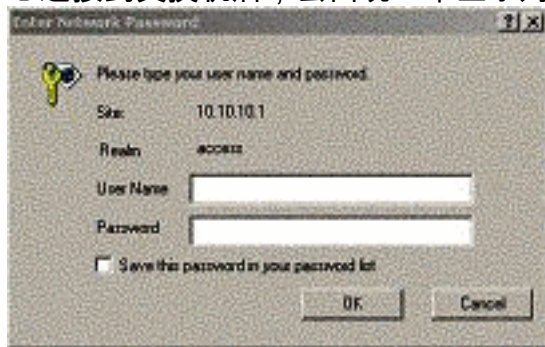 Enter Network Password
Please type your user name and password.
Site: 10.10.10.1
Realm access
User Name
Password
Save this password in your password list
OK
Cancel